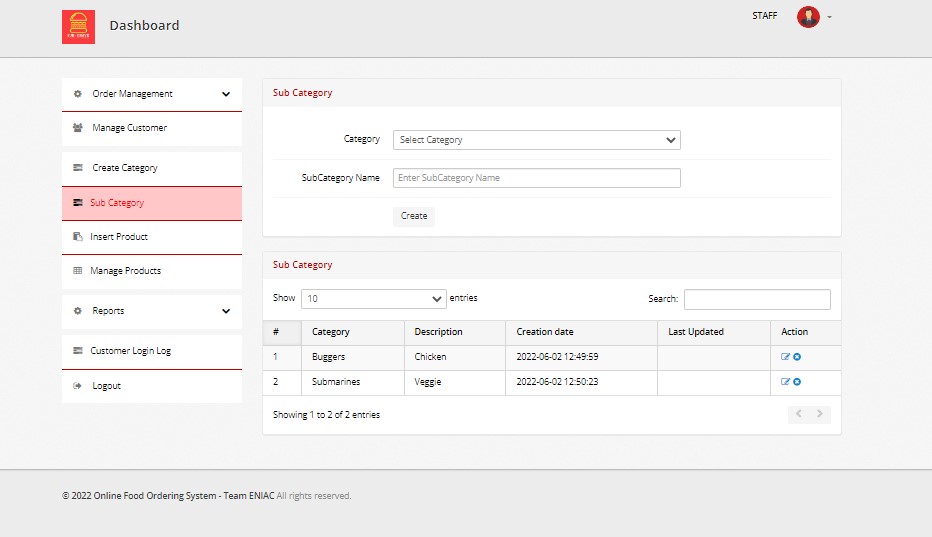 Dashboard
STAFF
Order Management
Manage Customer
Create Category
Sub Category
Insert Product
Manage Products
Reports
Customer Login Log
Logout
Sub Category
Category Select Category
SubCategory Name Enter SubCategory Name
Create
Sub Category
Show 10 entries Search:
# Category Description Creation date Last Updated Action
1 Buggers Chicken 2022-06-02 12:49:59
2 Submarines Veggie 2022-06-02 12:50:23
Showing 1 to 2 of 2 entries
© 2022 Online Food Ordering System - Team ENIAC All rights reserved.